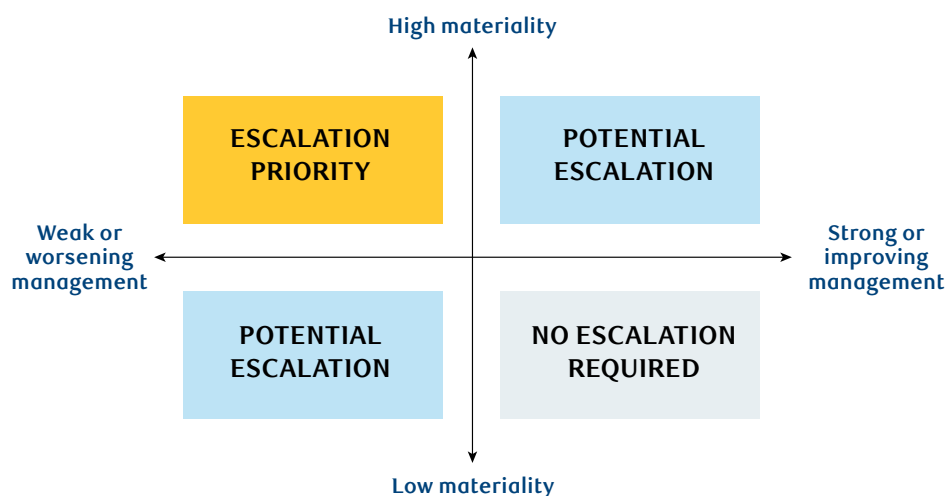 High materiality
ESCALATION
PRIORITY
POTENTIAL
ESCALATION
Weak or
worsening
management
Strong or
improving
management
POTENTIAL
ESCALATION
NO ESCALATION
REQUIRED
Low materiality